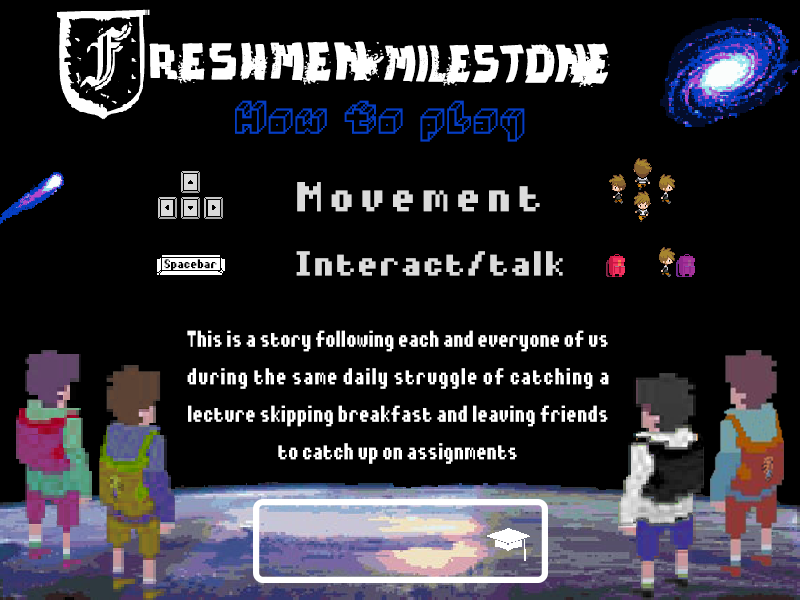 FRESHMEN MILESTONE
How to play
Movement
Spacebar
Interact/talk
This is a story following each and everyone of us
during the same daily struggle of catching a
lecture skipping breakfast and leaving friends
to catch up on assignments